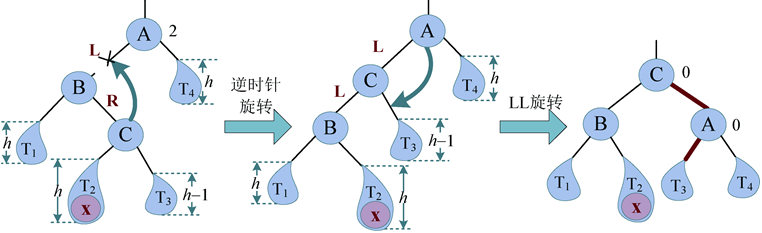 A 2
L
B
R
C
h T₄
h T₁
h T₂
x
T₃ h−1
逆时针
旋转
A
L
C
L
B
h T₄
T₃ h−1
h T₁
T₂ h
x
LL旋转
C 0
B
A 0
T₁
T₂
x
T₃
T₄